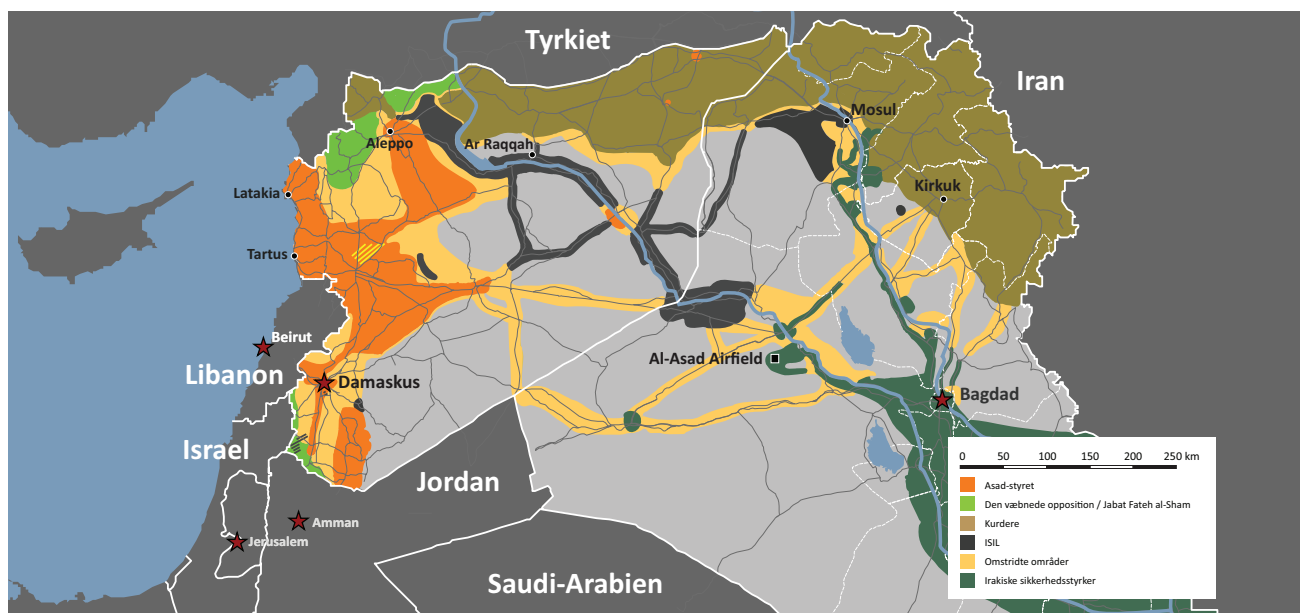 Tyrkiet
Iran
Mosul
Aleppo
Ar Raqqah
Kirkuk
Latakia
Tartus
Beirut
Al-Asad Airfield
Libanon
Damaskus
Bagdad
Israel
Jordan
Amman
Jerusalem
Saudi-Arabien
0 50 100 150 200 250 km
Asad-styret
Den væbnede opposition / Jabat Fateh al-Sham
Kurdere
ISIL
Omstridte områder
Irakiske sikkerhedsstyrker